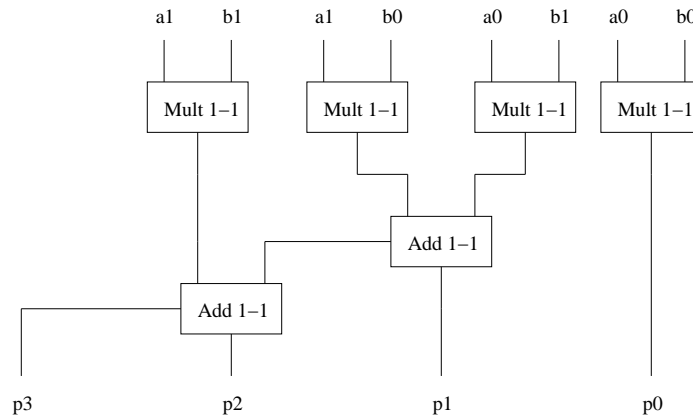 a1 b1 a1 b0 a0 b1 a0 b0
Mult 1–1 Mult 1–1 Mult 1–1 Mult 1–1
Add 1–1
Add 1–1
p3 p2 p1 p0